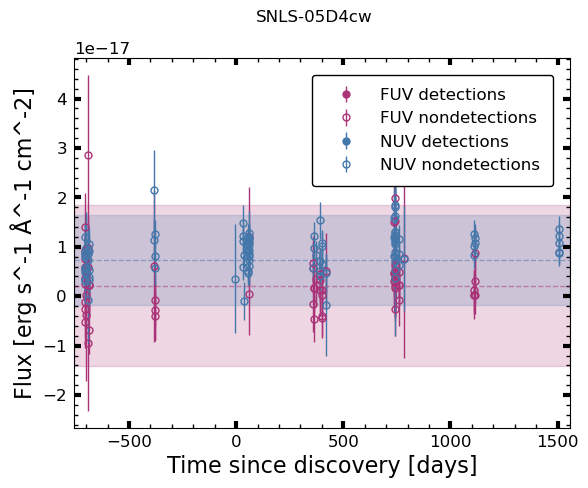 SNLS-05D4cw
1e−17
FUV detections
FUV nondetections
NUV detections
NUV nondetections
4
3
2
1
0
−1
−2
Flux [erg s^-1 Å^-1 cm^-2]
−500
0
500
1000
1500
Time since discovery [days]